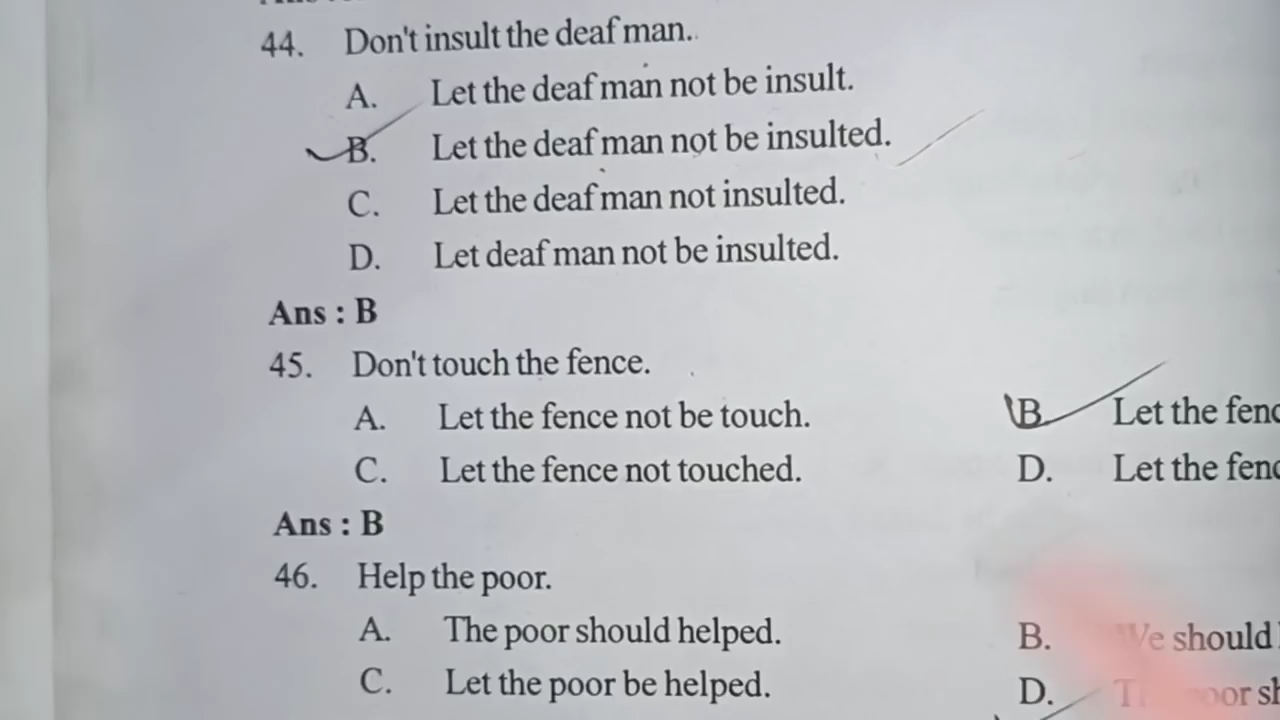 44. Don't insult the deaf man.
A. Let the deaf man not be insult.
B. Let the deaf man not be insulted.
C. Let the deaf man not insulted.
D. Let deaf man not be insulted.
Ans : B
45. Don't touch the fence.
A. Let the fence not be touch. B. Let the
C. Let the fence not touched. D. Let the
Ans : B
46. Help the poor.
A. The poor should helped. B. We should
C. Let the poor be helped. D.